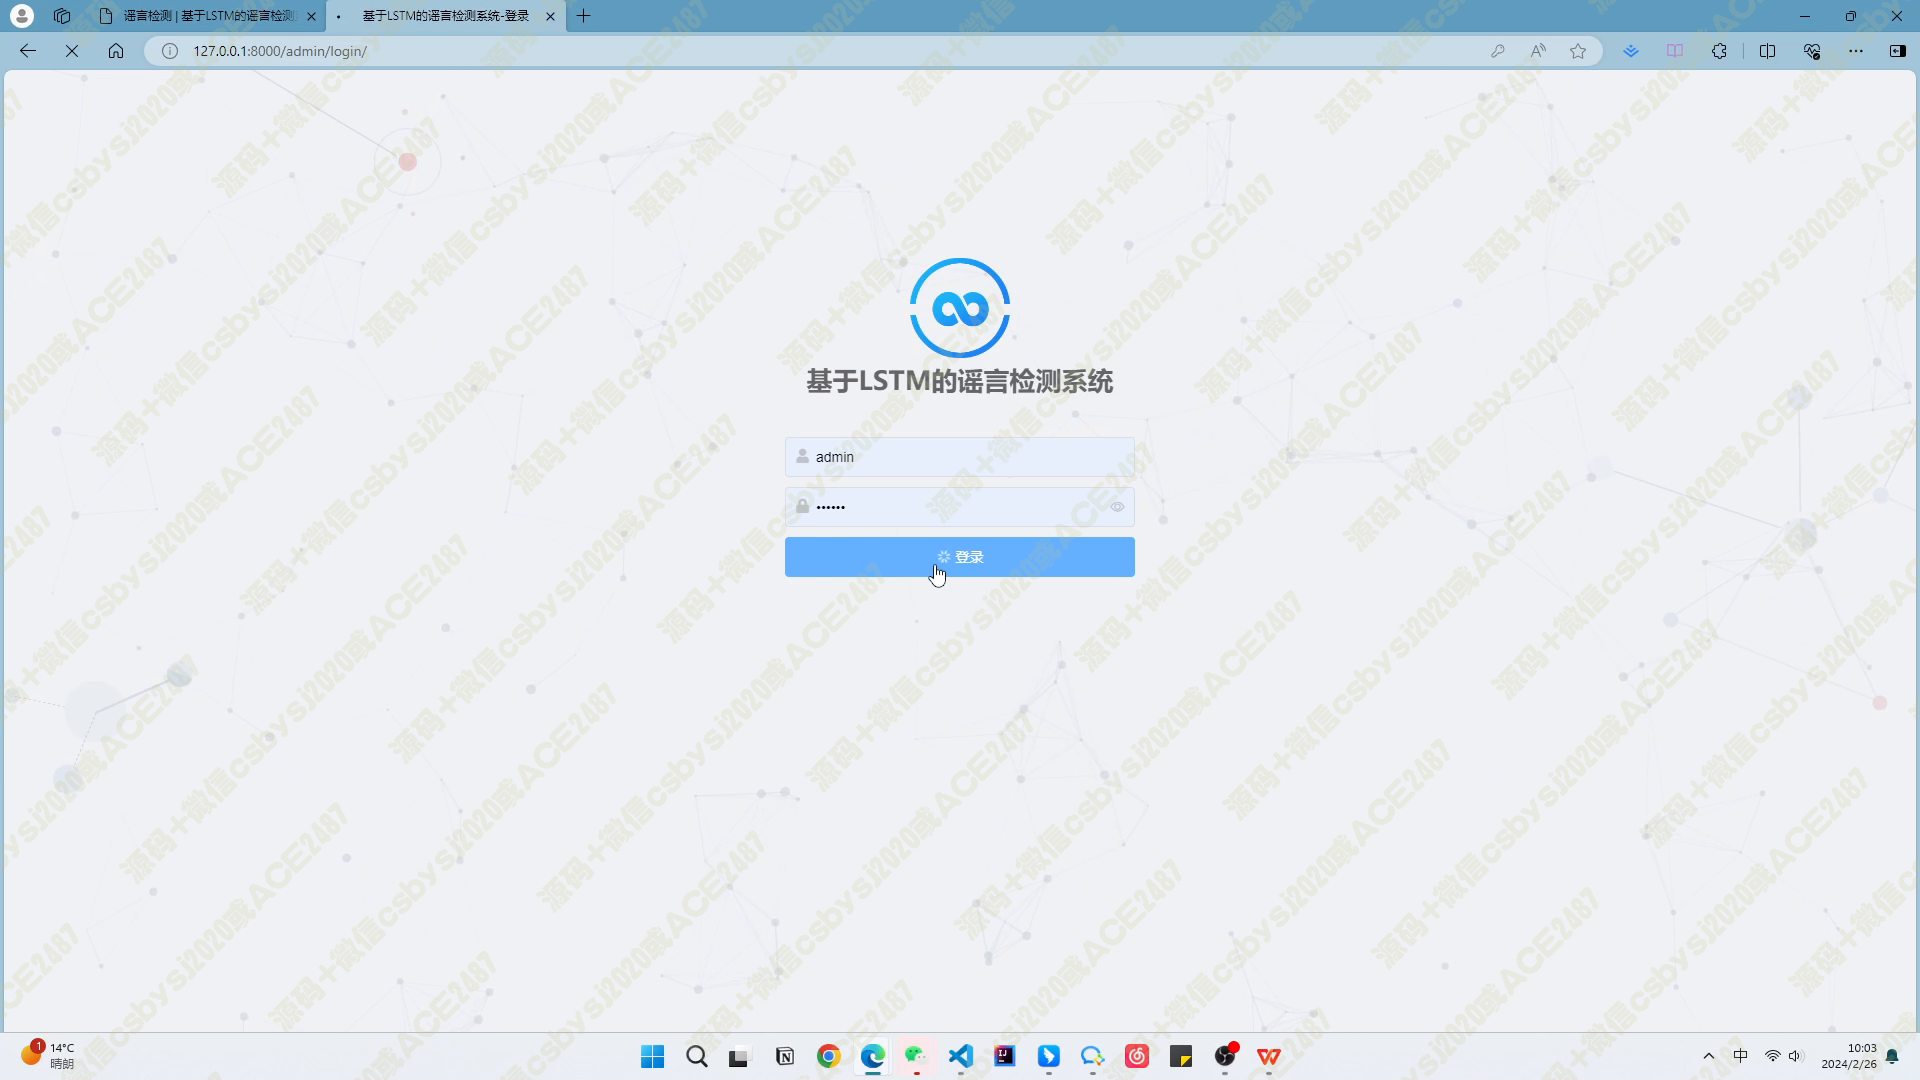 谣言检测 | 基于LSTM的谣言检测
基于LSTM的谣言检测系统-登录
127.0.0.1:8000/admin/login/
源码+微信csbysj2020或ACE2487
基于LSTM的谣言检测系统
admin
登录
1
14°C
晴朗
中
10:03
2024/2/26